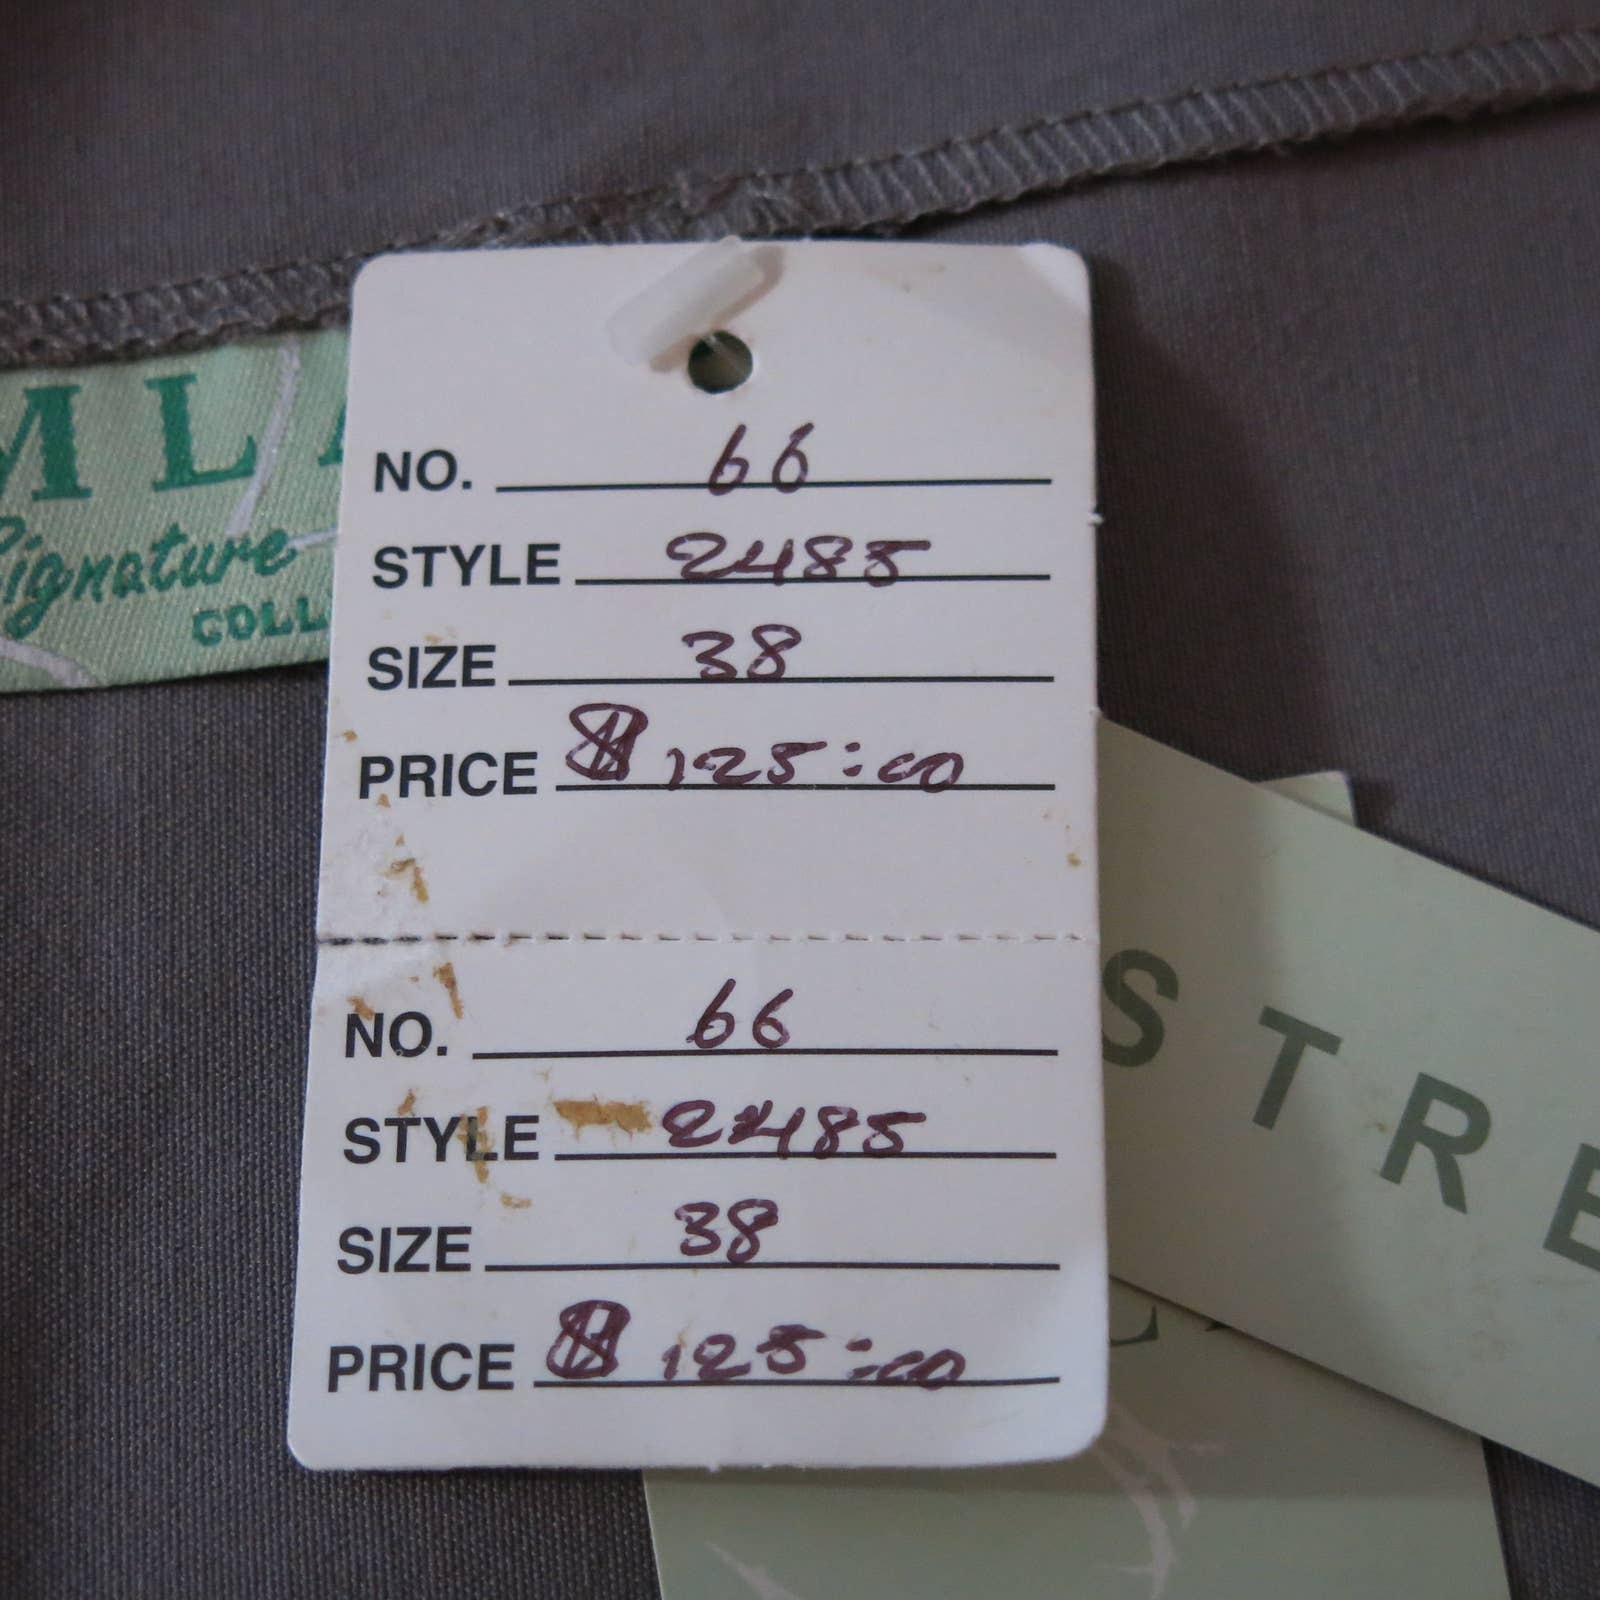 ML
Signature
COLL
NO. 66
STYLE 2485
SIZE 38
PRICE $ 125:00
NO. 66
STYLE 2485
SIZE 38
PRICE $ 125:00
STRE